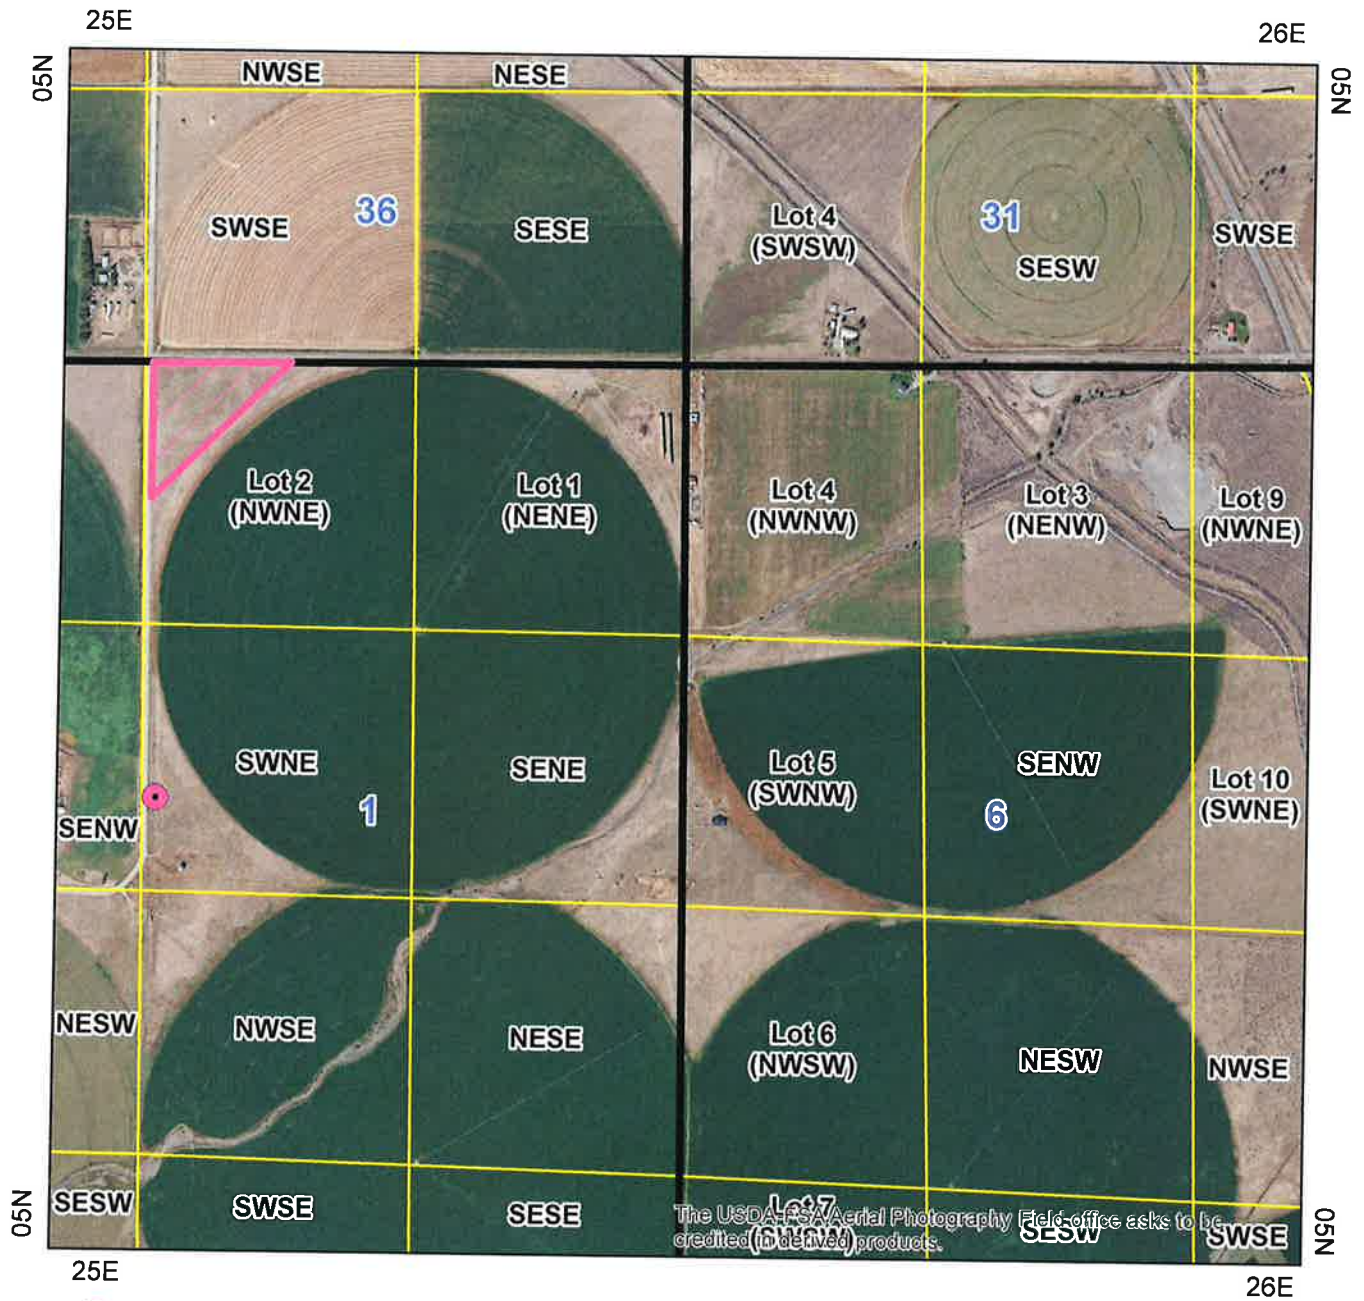 25E
26E
05N
05N
NWSE
NESE
SWSE
36
SESE
Lot 4
(SWSW)
31
SESW
SWSE
Lot 2
(NWNE)
Lot 1
(NENE)
Lot 4
(NWNW)
Lot 3
(NENW)
Lot 9
(NWNE)
SWNE
SENE
Lot 5
(SWNW)
SENW
Lot 10
(SWNE)
SENW
1
6
NESW
NWSE
NESE
Lot 6
(NWSW)
NESW
NWSE
SESW
SWSE
SESE
Lot 7
SESW
SWSE
The USDA-FSA Aerial Photography Field office asks to be
credited in derived products.
05N
05N
25E
26E